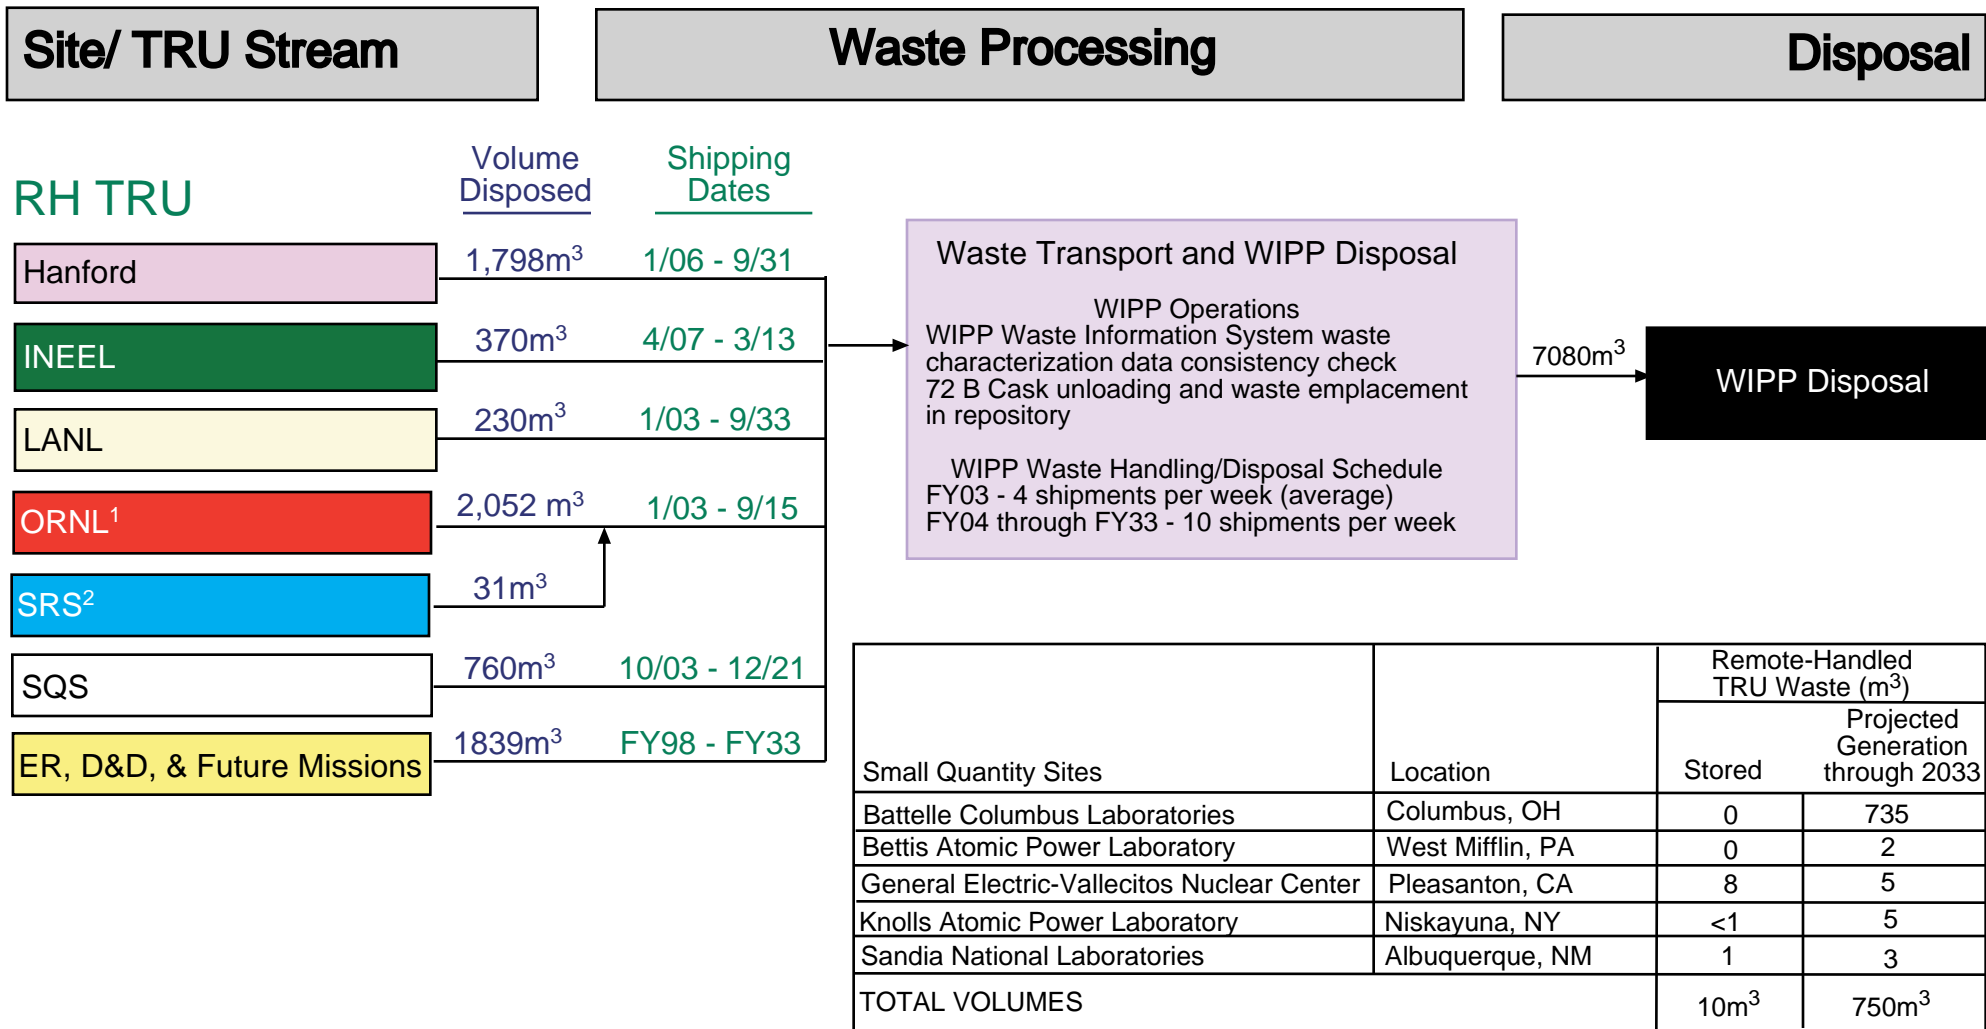 Site/ TRU Stream
Waste Processing
Disposal
RH TRU
Volume
Disposed
Shipping
Dates
Hanford
1,798m³
1/06 - 9/31
INEEL
370m³
4/07 - 3/13
LANL
230m³
1/03 - 9/33
ORNL¹
2,052 m³
1/03 - 9/15
SRS²
31m³
SQS
760m³
10/03 - 12/21
ER, D&D, & Future Missions
1839m³
FY98 - FY33
Waste Transport and WIPP Disposal
WIPP Operations
WIPP Waste Information System waste
characterization data consistency check
72 B Cask unloading and waste emplacement
in repository
WIPP Waste Handling/Disposal Schedule
FY03 - 4 shipments per week (average)
FY04 through FY33 - 10 shipments per week
7080m³
WIPP Disposal
Remote-Handled
TRU Waste (m³)
Small Quantity Sites
Location
Stored
Projected
Generation
through 2033
Battelle Columbus Laboratories Columbus, OH 0 735
Bettis Atomic Power Laboratory West Mifflin, PA 0 2
General Electric-Vallecitos Nuclear Center Pleasanton, CA 8 5
Knolls Atomic Power Laboratory Niskayuna, NY <1 5
Sandia National Laboratories Albuquerque, NM 1 3
TOTAL VOLUMES 10m³ 750m³